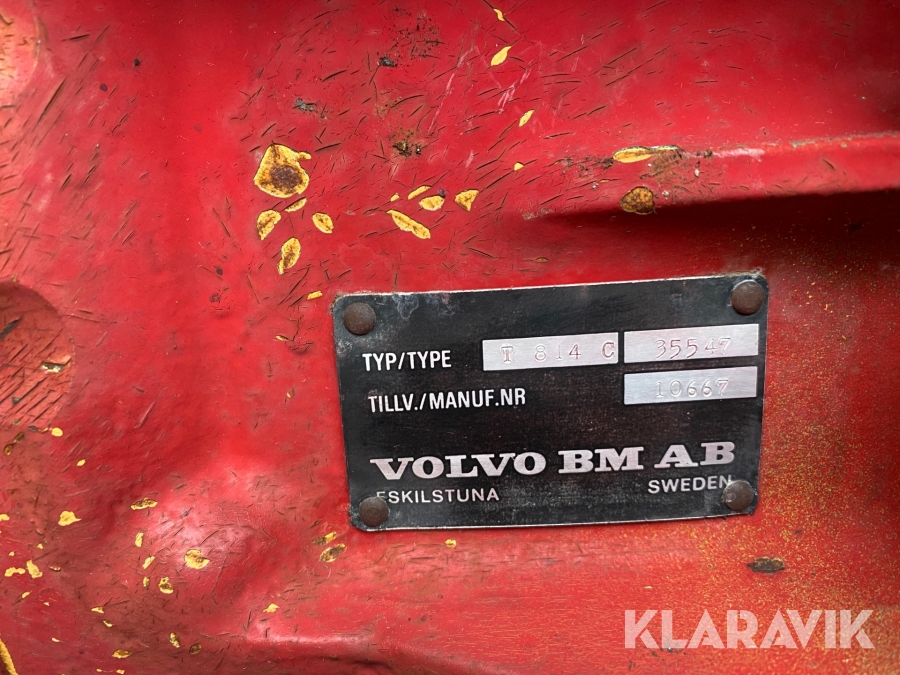 TYP/TYPE T 814 C 35547
TILLV./MANUF.NR 10667
VOLVO BM AB
ESKILSTUNA SWEDEN
KLARAVIK